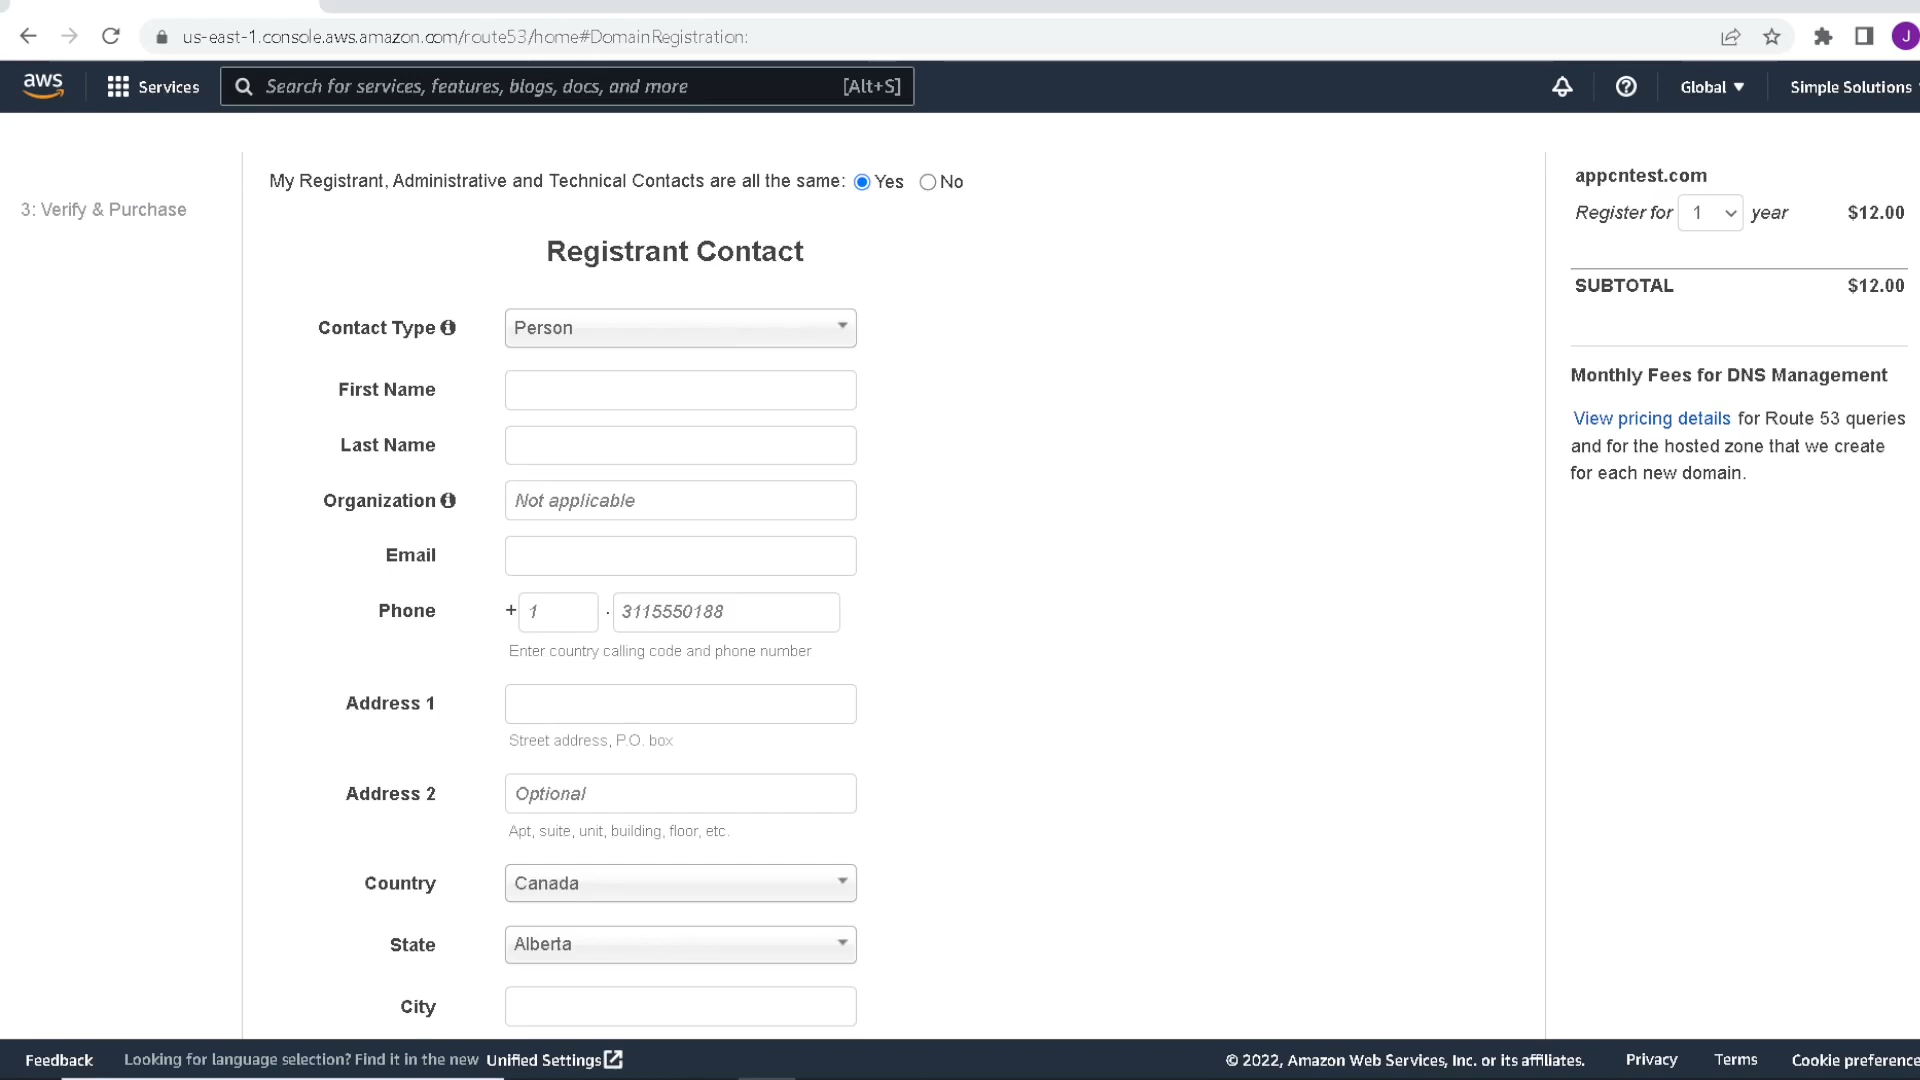 us-east-1.console.aws.amazon.com/route53/home#DomainRegistration:
J
aws
Services
Search for services, features, blogs, docs, and more
[Alt+S]
Global
Simple Solutions
3: Verify & Purchase
My Registrant, Administrative and Technical Contacts are all the same: Yes No
Registrant Contact
Contact Type
Person
First Name
Last Name
Organization
Not applicable
Email
Phone
+ 1 . 3115550188
Enter country calling code and phone number
Address 1
Street address, P.O. box
Address 2
Optional
Apt, suite, unit, building, floor, etc.
Country
Canada
State
Alberta
City
appcntest.com
Register for 1 year $12.00
SUBTOTAL $12.00
Monthly Fees for DNS Management
View pricing details for Route 53 queries
and for the hosted zone that we create
for each new domain.
Feedback
Looking for language selection? Find it in the new Unified Settings
© 2022, Amazon Web Services, Inc. or its affiliates.
Privacy
Terms
Cookie preference